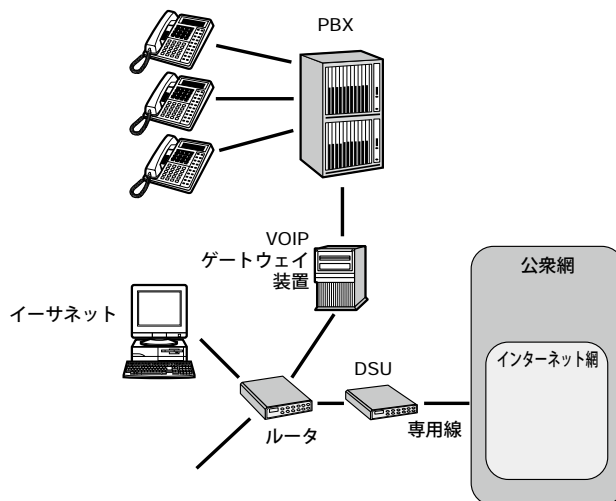 PBX
VOIP
ゲートウェイ
装置
公衆網
イーサネット
インターネット網
DSU
ルータ
専用線